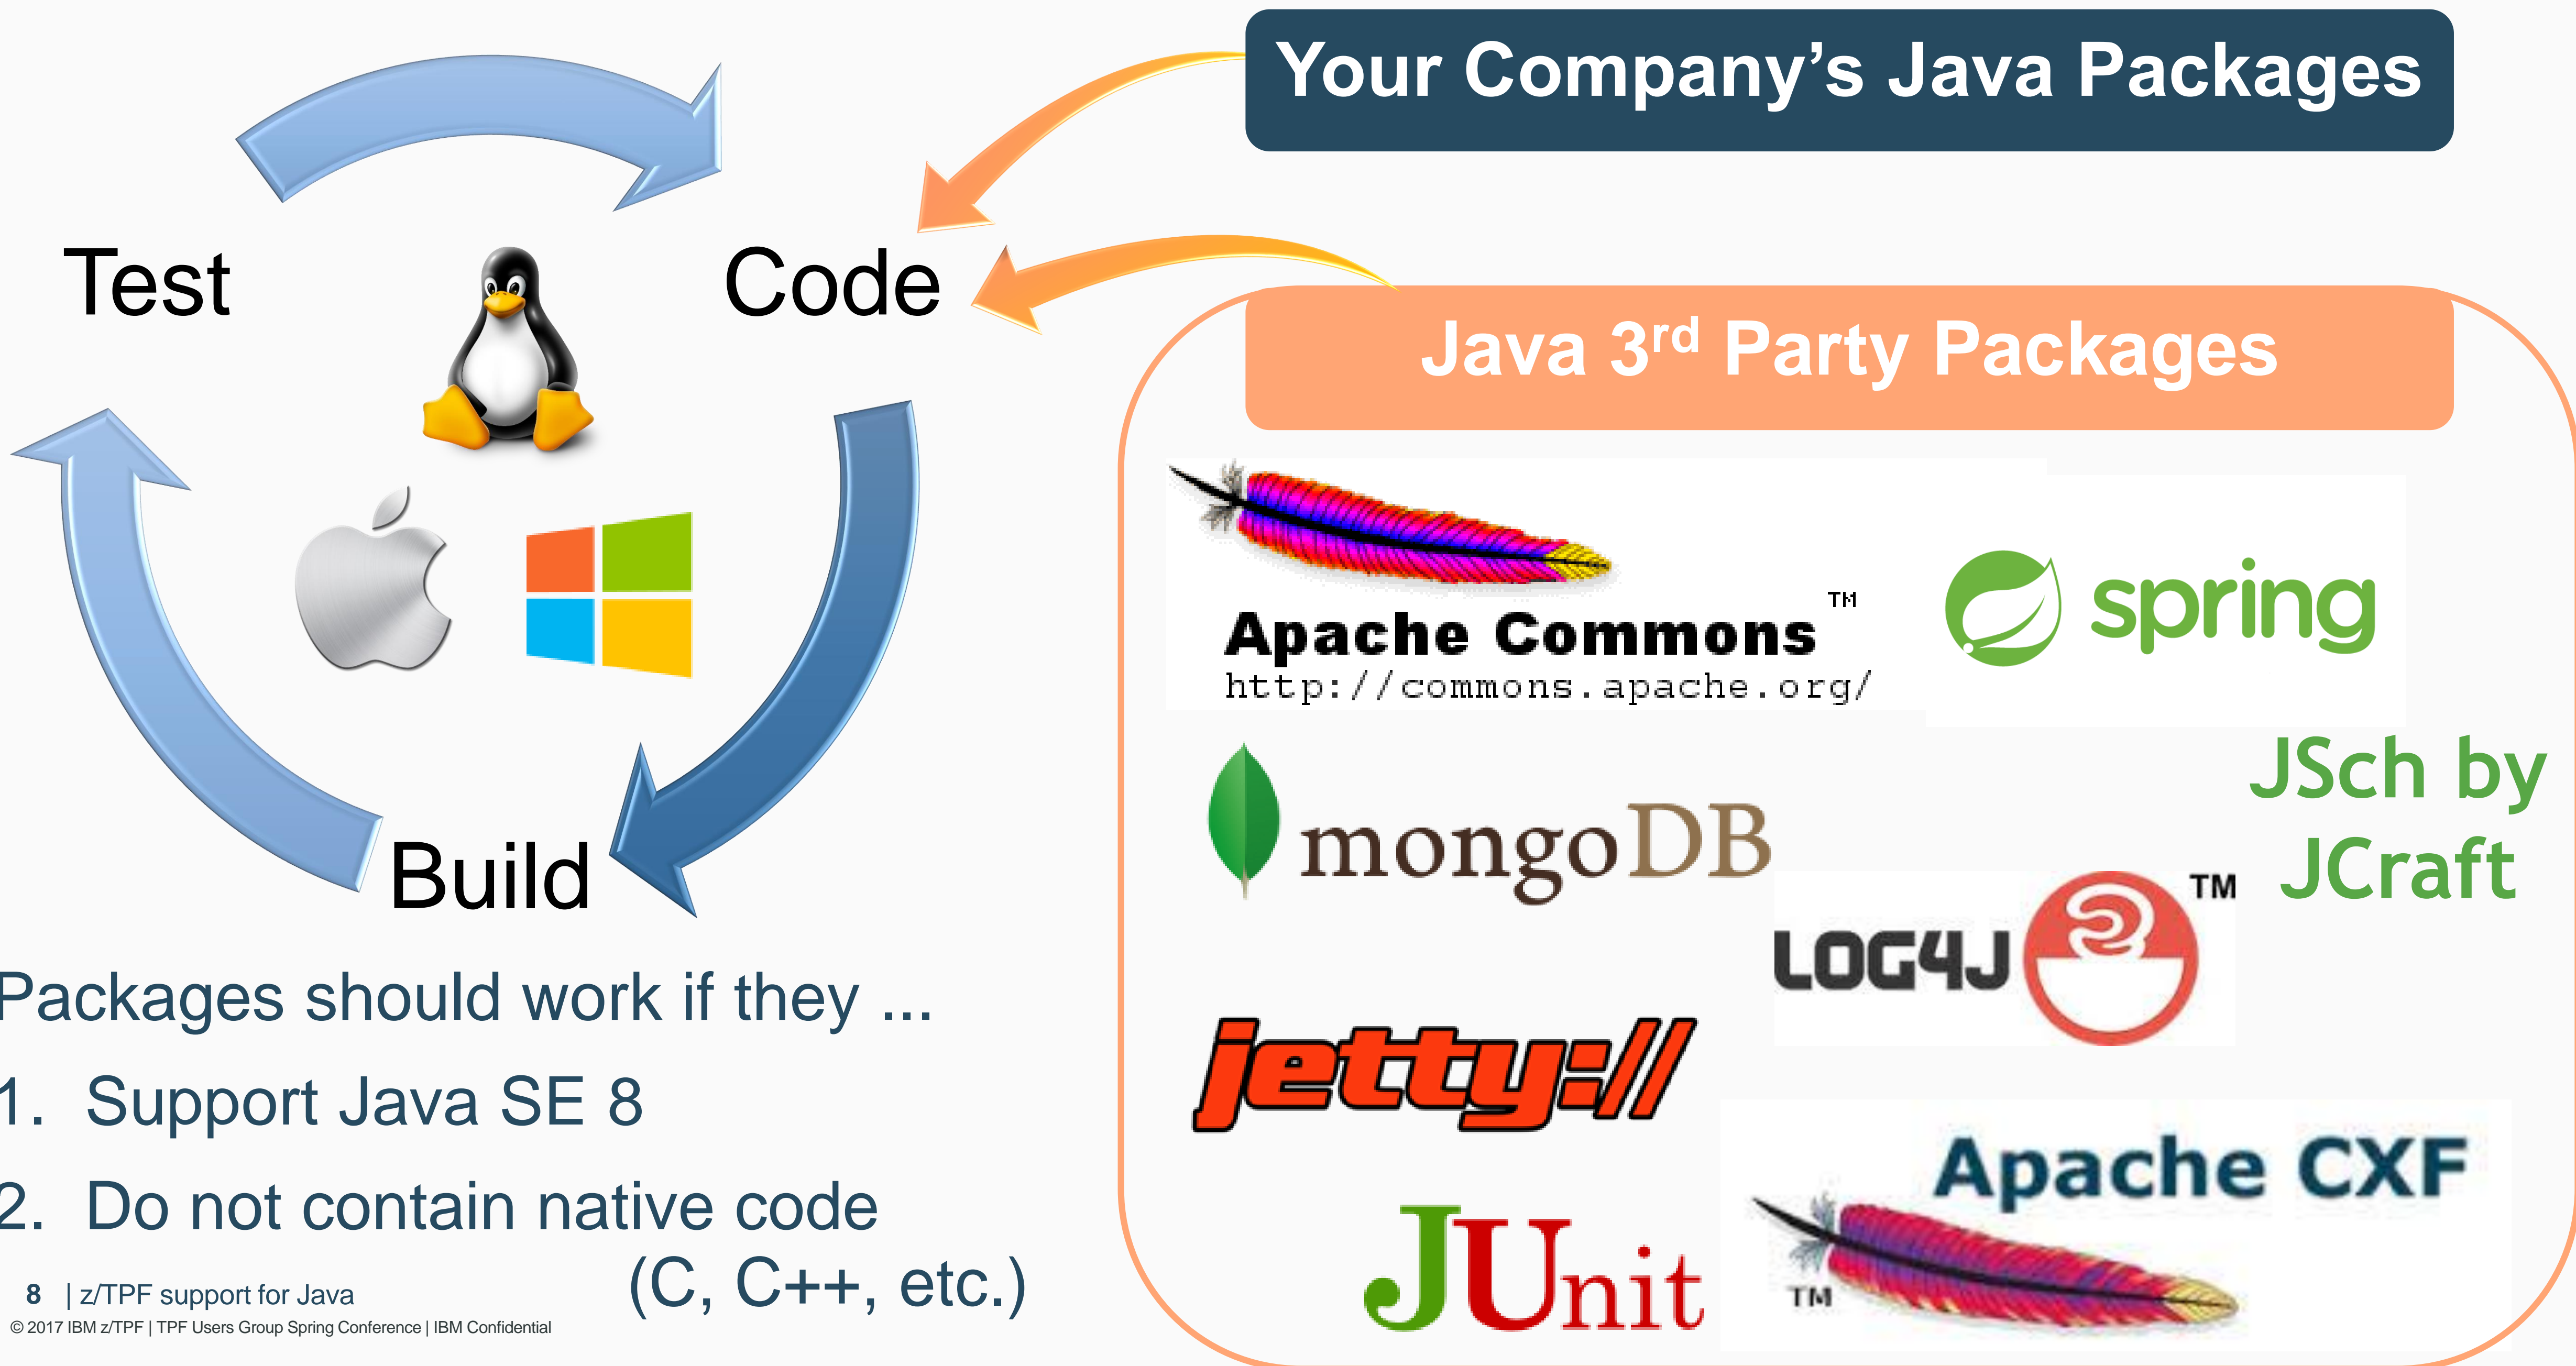 Your Company’s Java Packages
Test
Code
Build
Java 3rd Party Packages
Apache Commons™
http://commons.apache.org/
spring
mongoDB
JSch by
JCraft
LOG4J
TM
jetty://
JUnit
Apache CXF
TM
Packages should work if they ...
1. Support Java SE 8
2. Do not contain native code
(C, C++, etc.)
8 | z/TPF support for Java
© 2017 IBM z/TPF | TPF Users Group Spring Conference | IBM Confidential